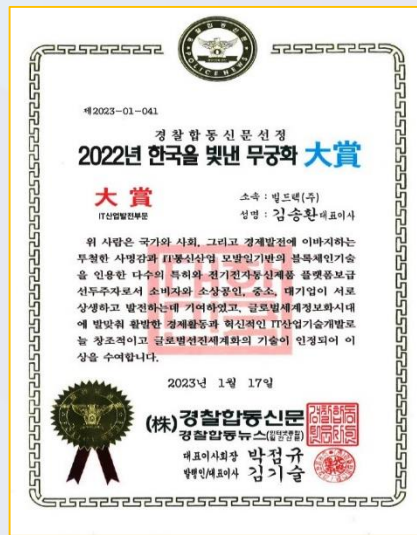 POLICE NEWS
제2023-01-041
경찰합동신문선정
2022년 한국을 빛낸 무궁화 大賞
大賞
IT산업발전부문
소속 : 빌드택(주)
성명 : 김송환 대표이사
위 사람은 국가와 사회, 그리고 경제발전에 이바지하는
투철한 사명감과 IT통신산업 모방일기반의 블록체인기술
을 인용한 다수의 특허와 전기전자통신제품 플랫폼보급
선두주자로서 소비자와 소상공인, 중소, 대기업이 서로
상생하고 발전하는데 기여하였고, 글로벌세계정보화시대
에 발맞춰 활발한 경제활동과 혁신적인 IT산업기술개발로
늘 창조적이고 글로벌선진세계화의 기술이 인정되어 이
상을 수여합니다.
2023년 1월 17일
(株) 경찰합동신문
경찰합동뉴스
대표이사회장 박점규
발행인/대표이사 김기술